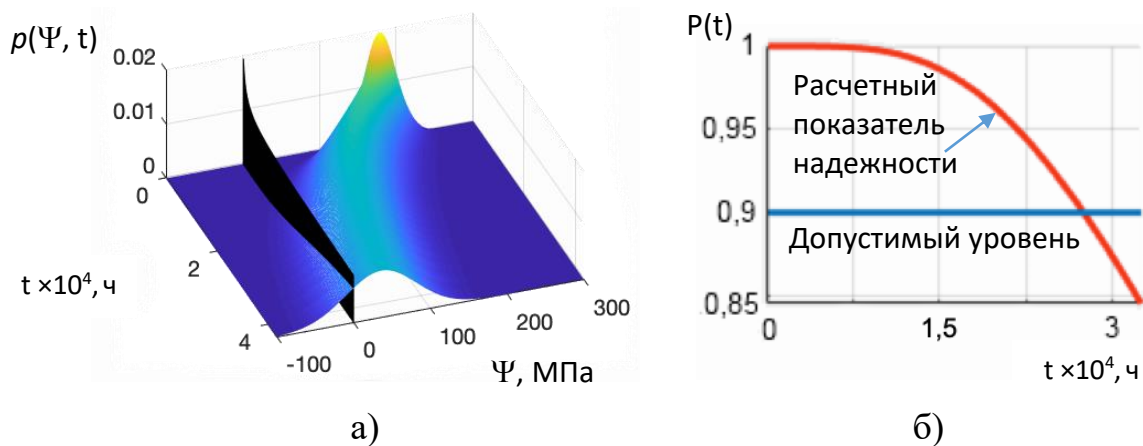 p(Ψ, t)
0.02
0.01
0
0
2
4
t ×10⁴, ч
-100
0
100
200
300
Ψ, МПа
а)
P(t)
1
0,95
0,9
0,85
Расчетный
показатель
надежности
Допустимый уровень
0
1,5
3
t ×10⁴, ч
б)